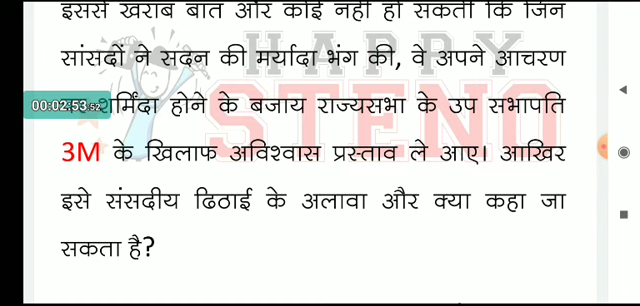 इससे खराब बात और कोई नहीं हो सकती कि जिन
सांसदों ने सदन की मर्यादा भंग की, वे अपने आचरण
00:02:53.52 शर्मिंदा होने के बजाय राज्यसभा के उप सभापति
3M के खिलाफ अविश्वास प्रस्ताव ले आए। आखिर
इसे संसदीय ढिठाई के अलावा और क्या कहा जा
सकता है?
HAPPY
STENO